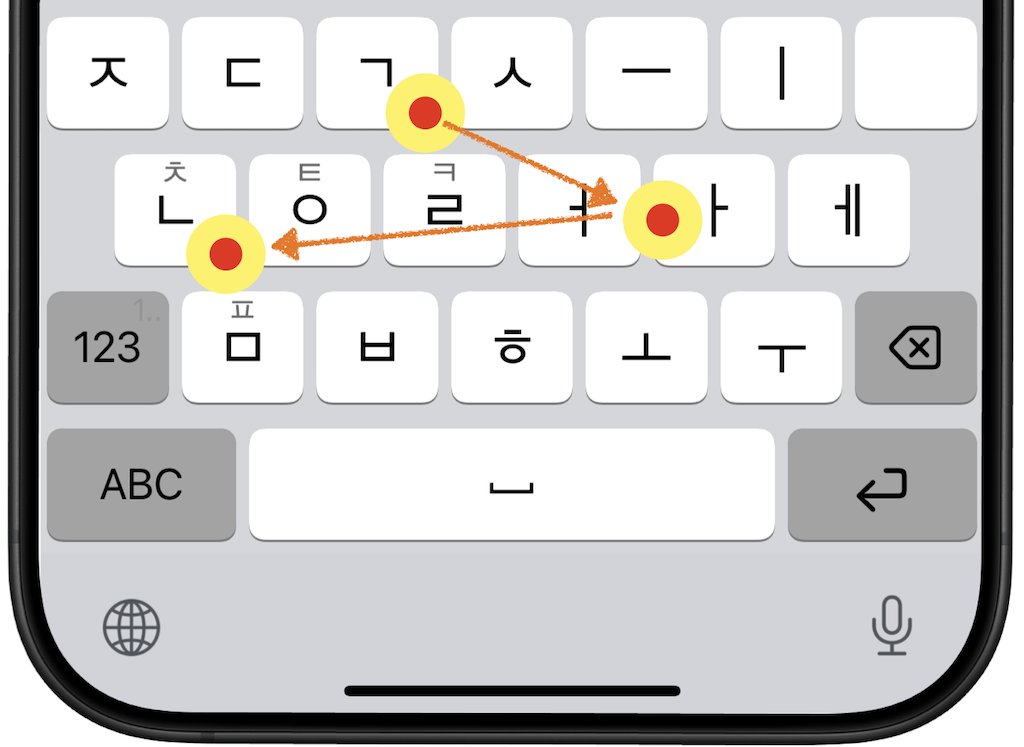 ㅈ ㄷ ㄱ ㅅ ㅡ ㅣ
ㅊ ㅌ ㅋ
ㄴ ㅇ ㄹ ㅓ ㅏ ㅔ
1..
ㅍ
123 ㅁ ㅂ ㅎ ㅗ ㅜ
ABC